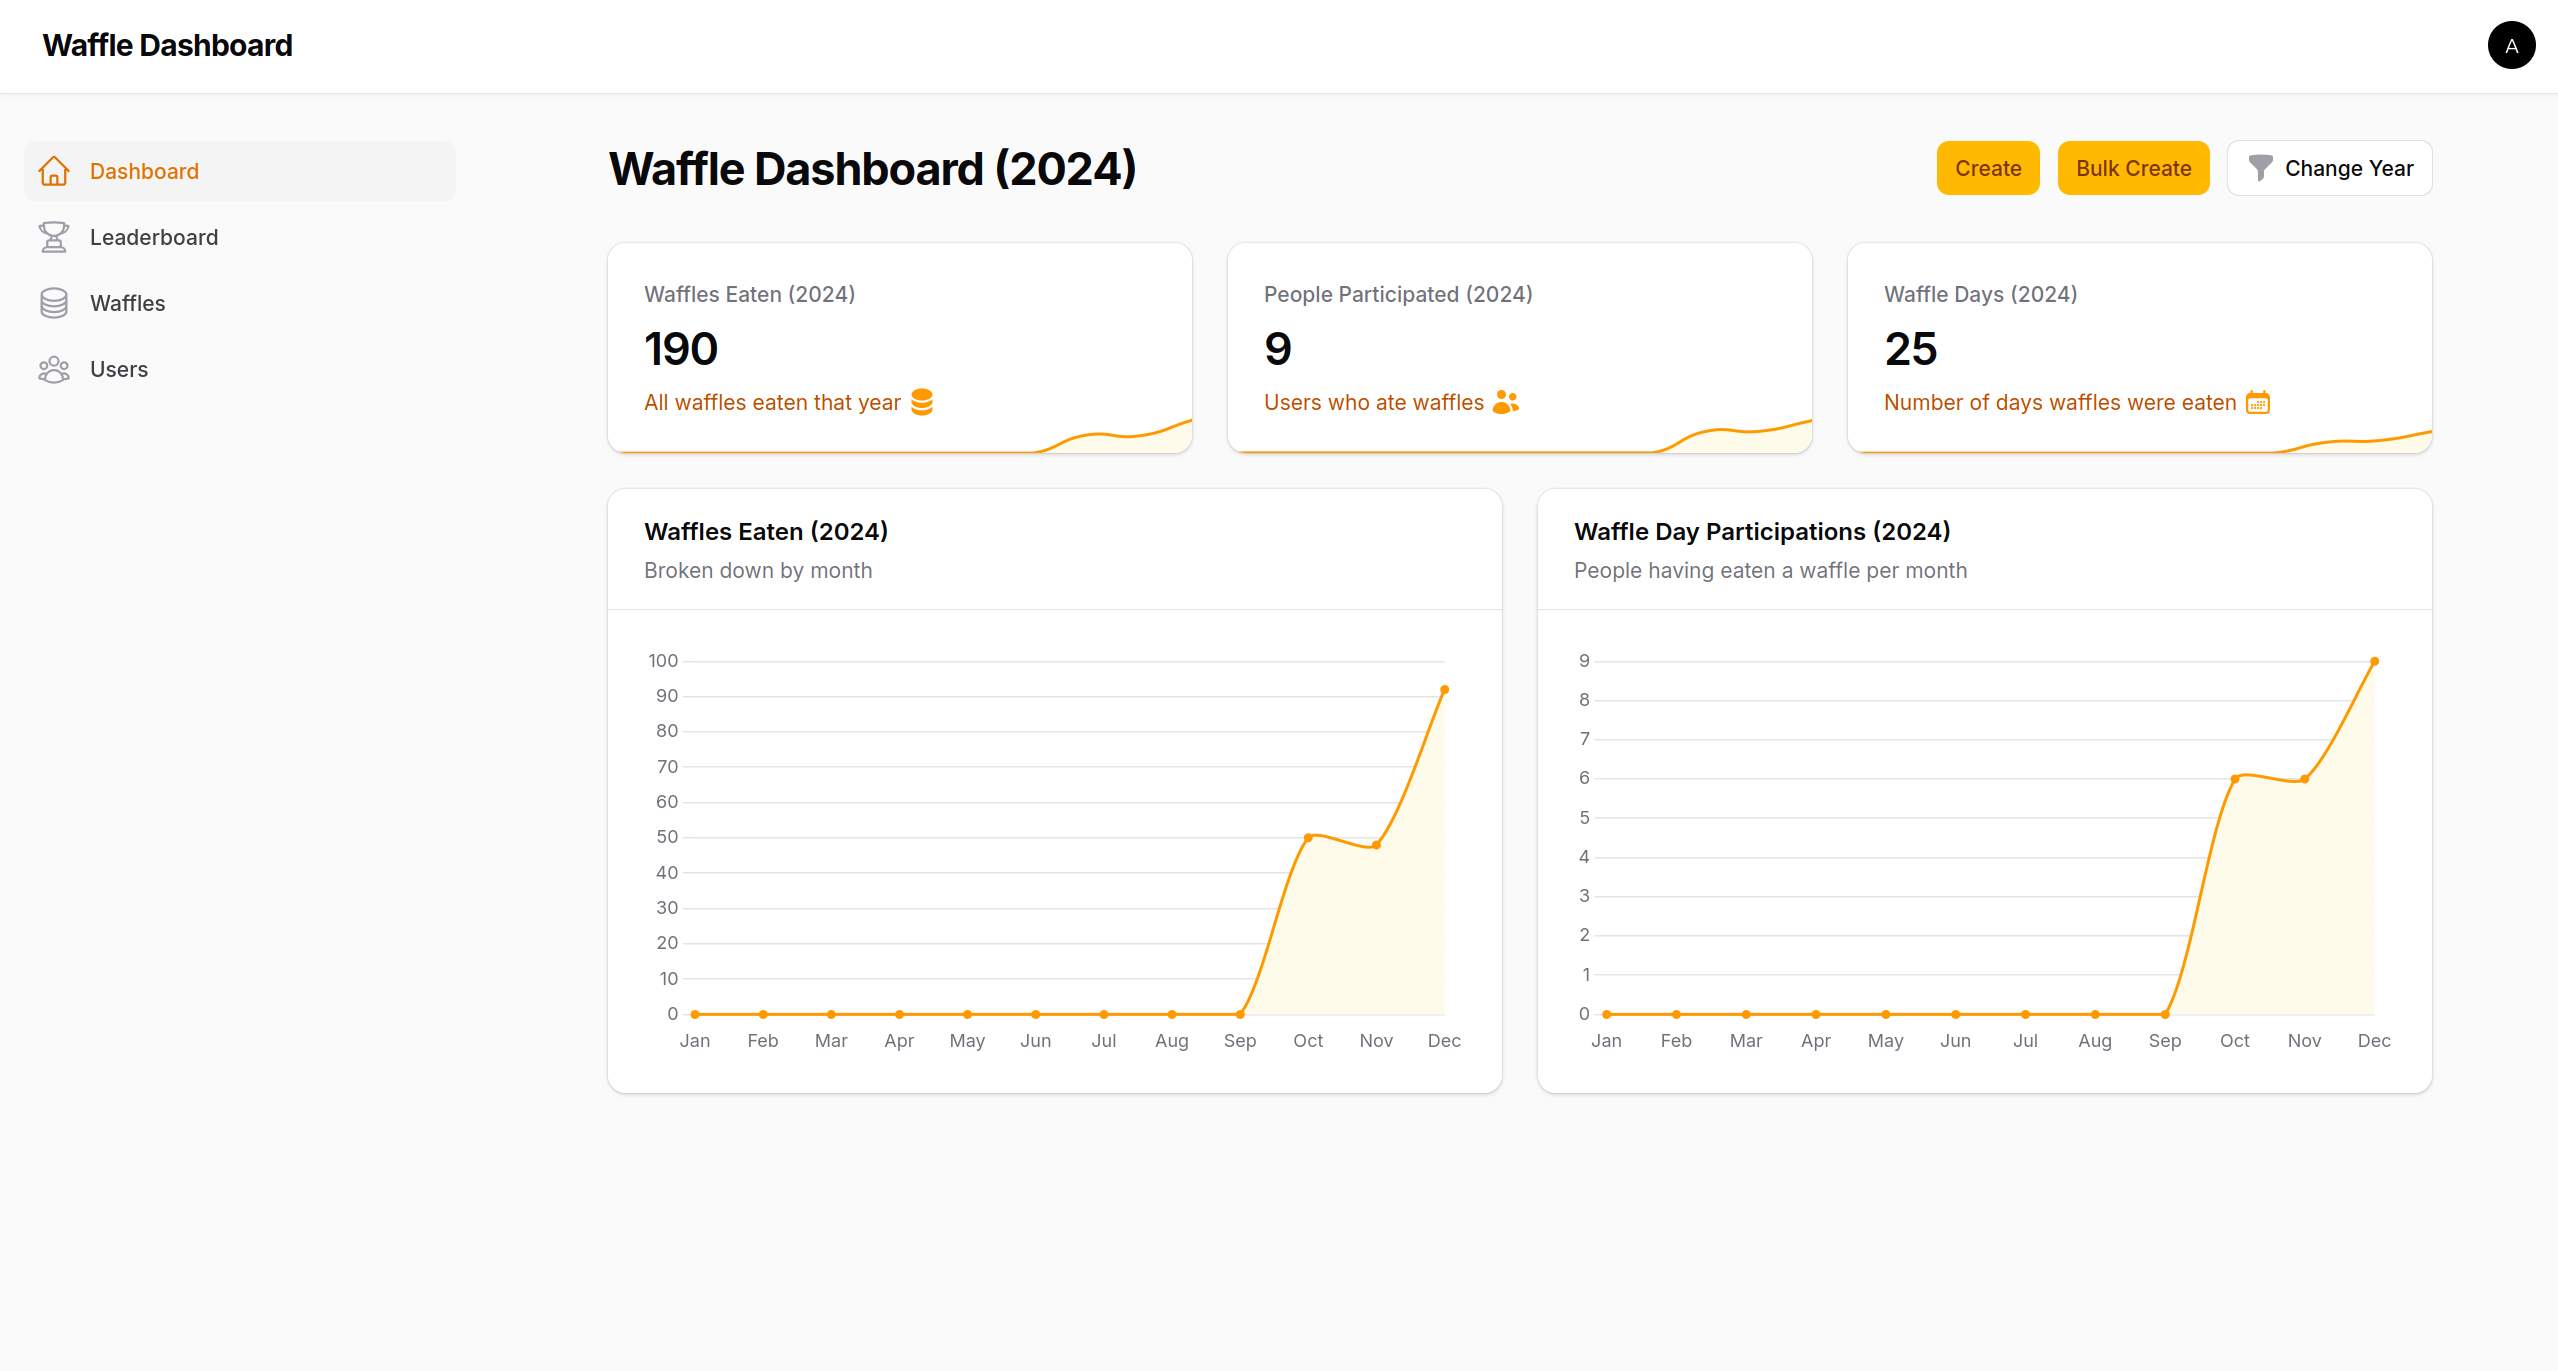 Waffle Dashboard
A
Dashboard
Leaderboard
Waffles
Users
Waffle Dashboard (2024)
Create
Bulk Create
Change Year
Waffles Eaten (2024)
190
All waffles eaten that year
People Participated (2024)
9
Users who ate waffles
Waffle Days (2024)
25
Number of days waffles were eaten
Waffles Eaten (2024)
Broken down by month
100
90
80
70
60
50
40
30
20
10
0
Jan Feb Mar Apr May Jun Jul Aug Sep Oct Nov Dec
Waffle Day Participations (2024)
People having eaten a waffle per month
9
8
7
6
5
4
3
2
1
0
Jan Feb Mar Apr May Jun Jul Aug Sep Oct Nov Dec